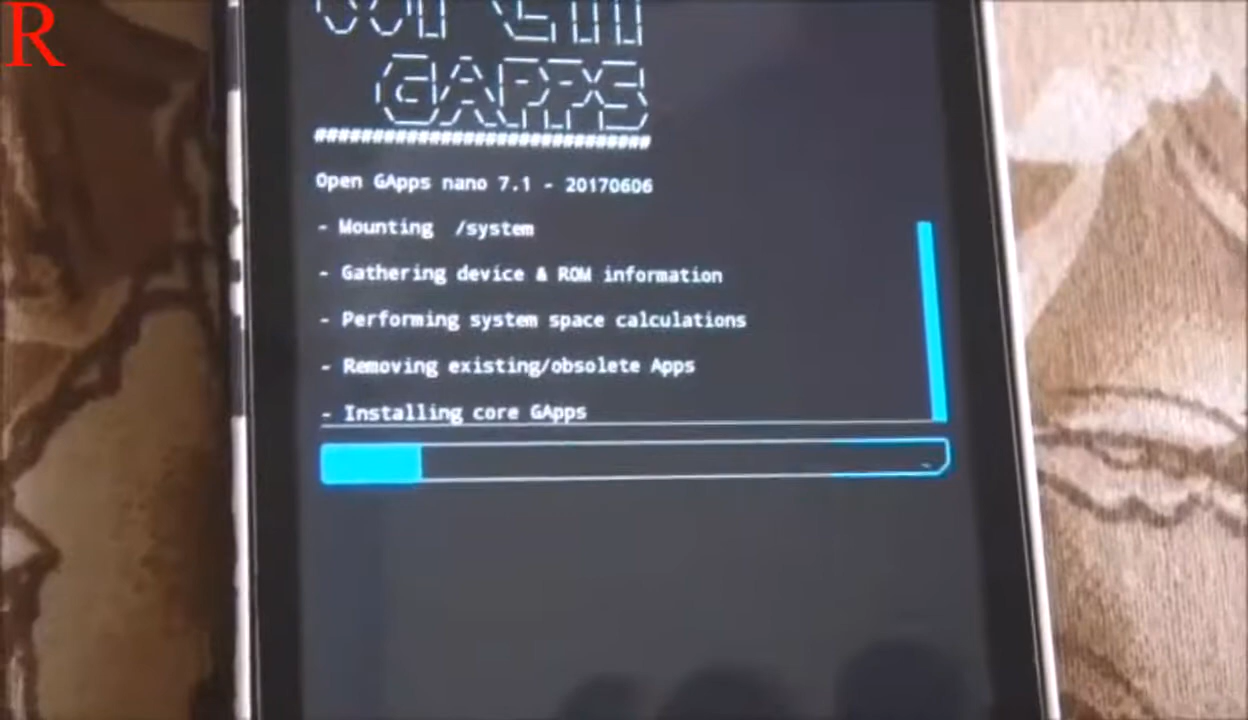 R
GAPPS
##############################
Open GApps nano 7.1 - 20170606
- Mounting  /system
- Gathering device & ROM information
- Performing system space calculations
- Removing existing/obsolete Apps
- Installing core GApps